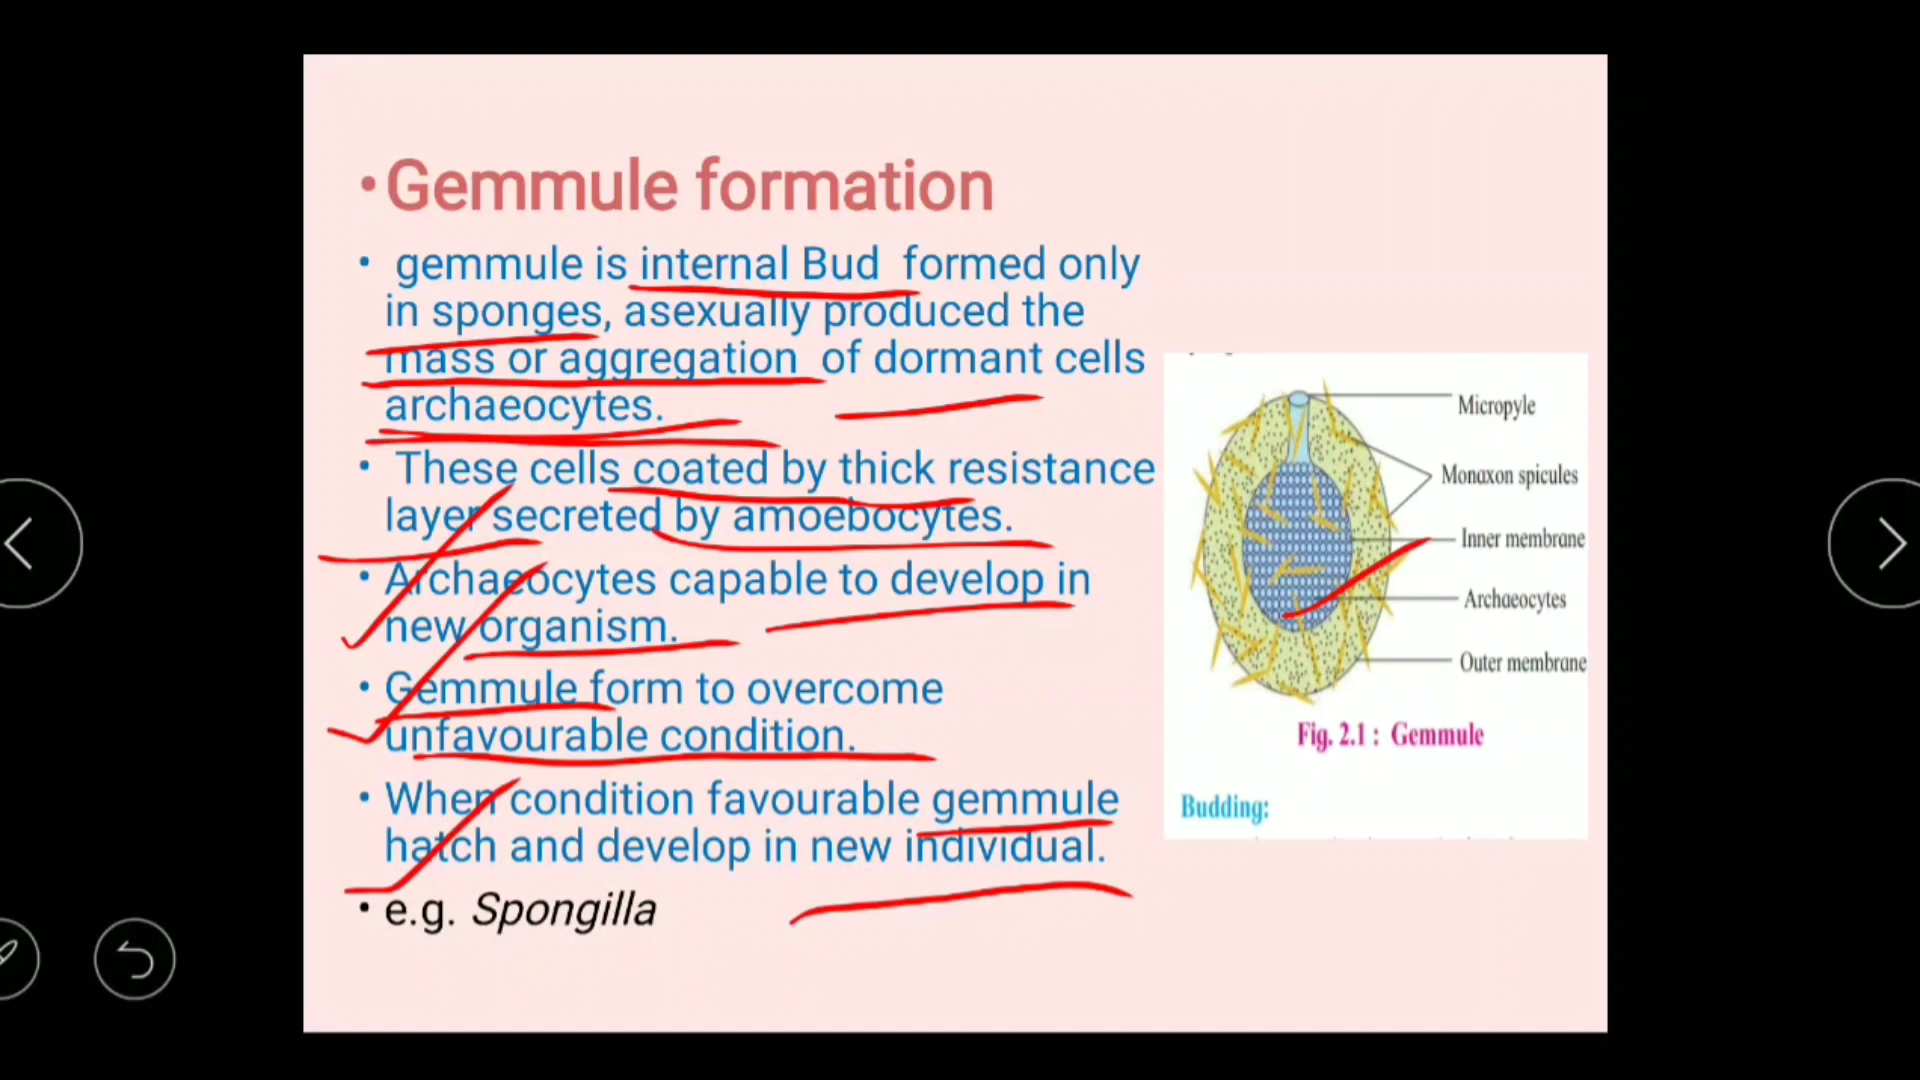 •Gemmule formation
• gemmule is internal Bud formed only
in sponges, asexually produced the
mass or aggregation of dormant cells
archaeocytes.
• These cells coated by thick resistance
layer secreted by amoebocytes.
• Archaeocytes capable to develop in
new organism.
• Gemmule form to overcome
unfavourable condition.
• When condition favourable gemmule
hatch and develop in new individual.
• e.g. Spongilla
Micropyle
Monaxon spicules
Inner membrane
Archaeocytes
Outer membrane
Fig. 2.1 : Gemmule
Budding: